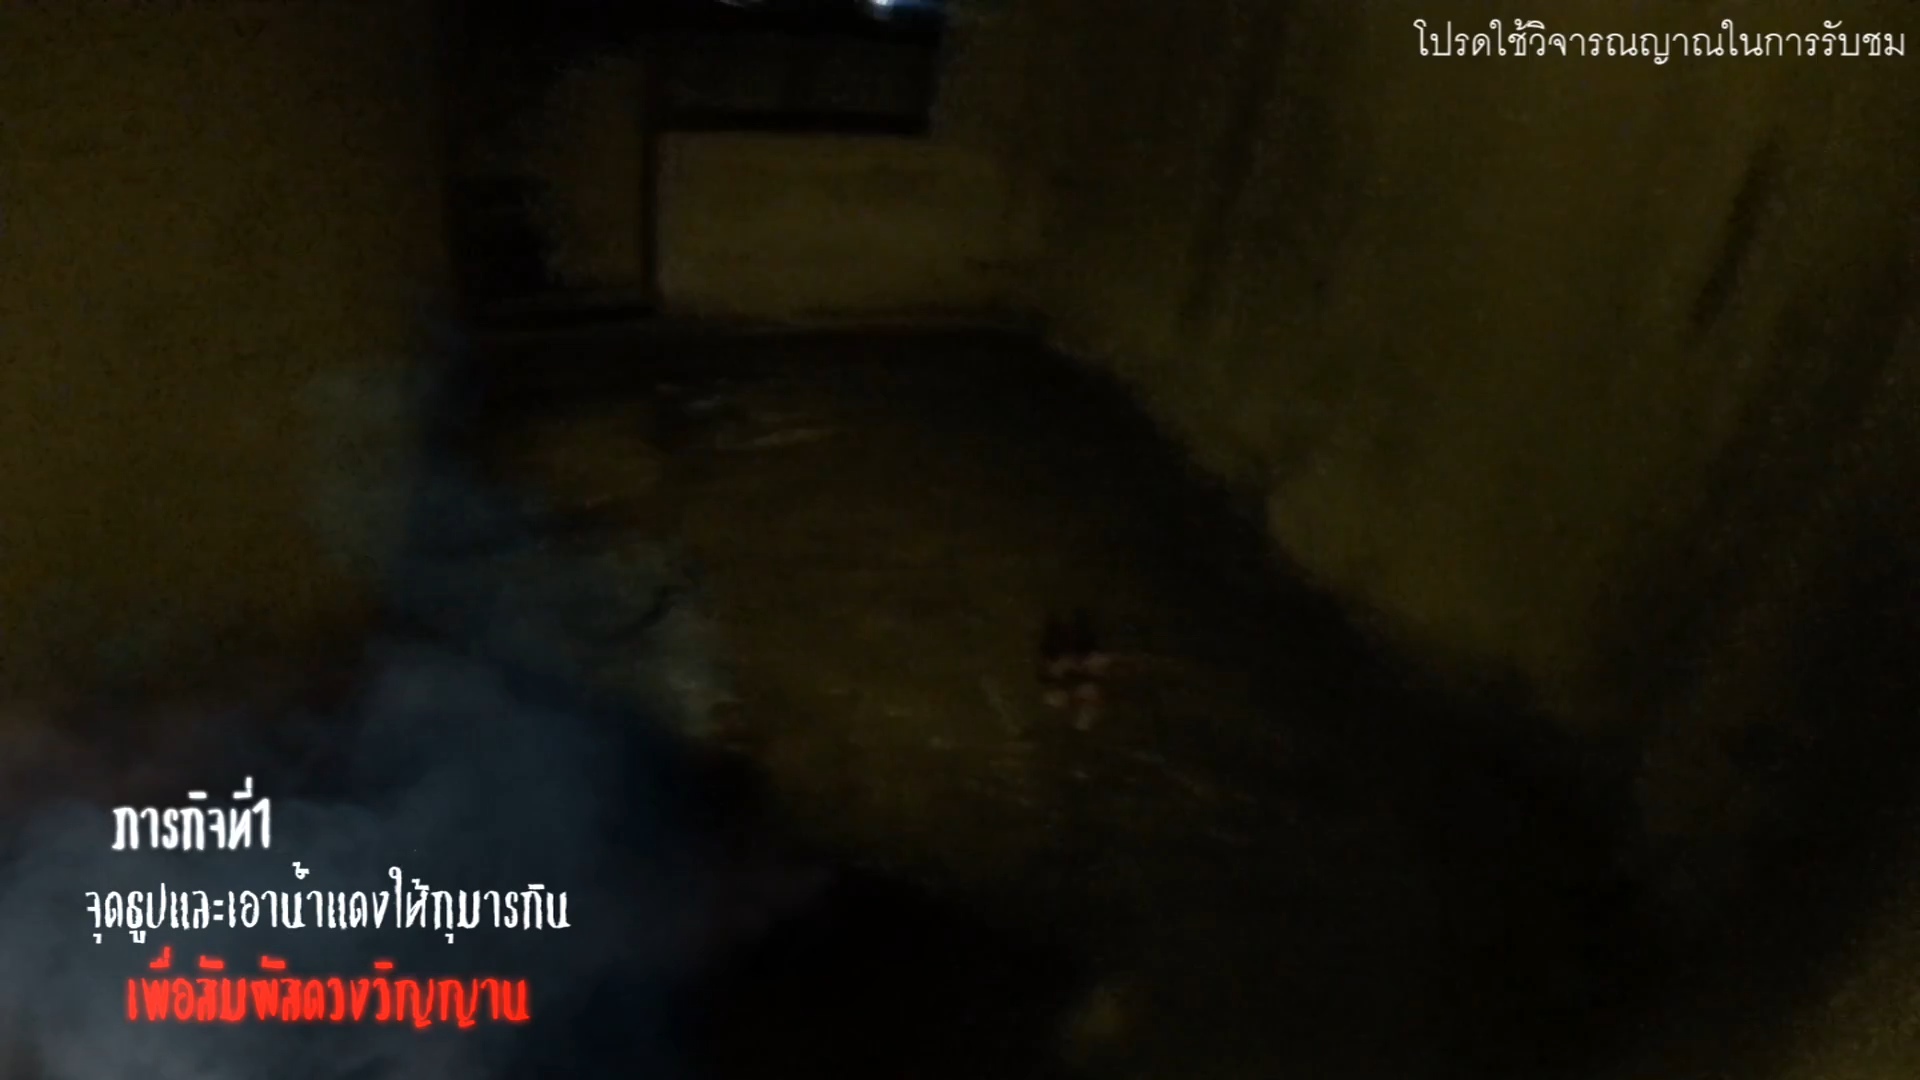 โปรดใช้วิจารณญาณในการรับชม
ภารกิจที่1
จุดธูปและเอาน้ำแดงให้กุมารกิน
เพื่อสัมผัสดวงวิญญาน